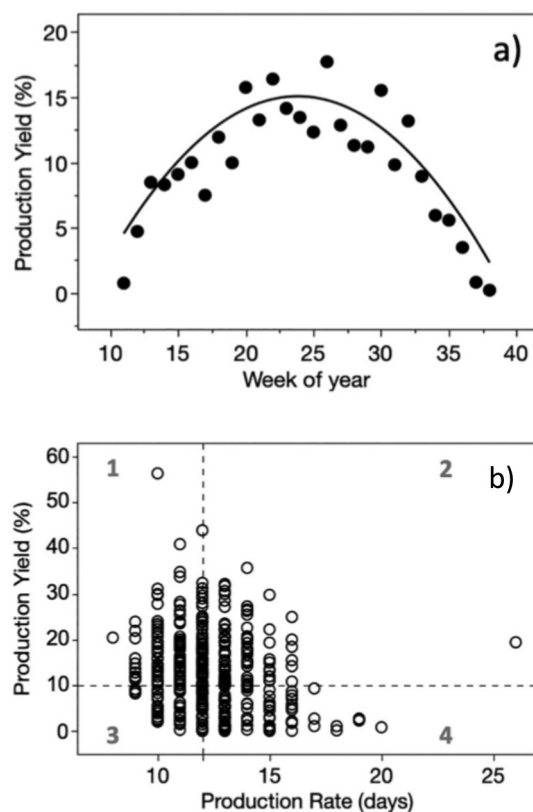 a)
Production Yield (%)
20
15
10
5
0
10 15 20 25 30 35 40
Week of year
b)
1 2
Production Yield (%)
60
50
40
30
20
10
0
3 4
10 15 20 25
Production Rate (days)